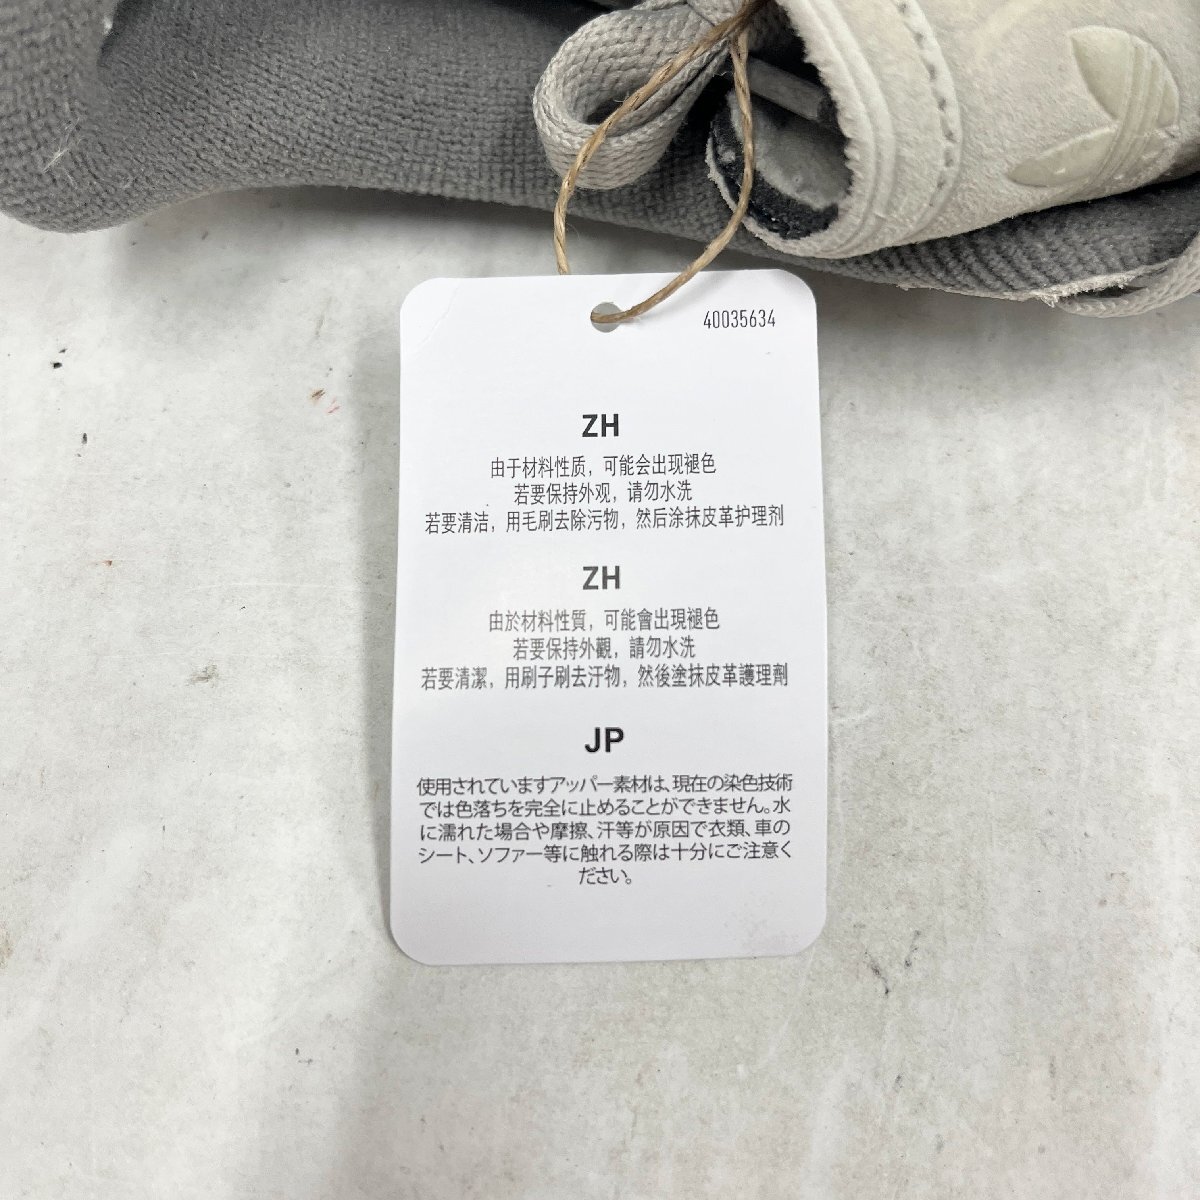 40035634
ZH
由于材料性质，可能会出现褪色
若要保持外观，请勿水洗
若要清洁，用毛刷去除污物，然后涂抹皮革护理剂
ZH
由於材料性質，可能會出現褪色
若要保持外觀，請勿水洗
若要清潔，用刷子刷去汙物，然後塗抹皮革護理劑
JP
使用されていますアッパー素材は、現在の染色技術
では色落ちを完全に止めることができません。水
に濡れた場合や摩擦、汗等が原因で衣類、車の
シート、ソファー等に触れる際は十分にご注意く
ださい。